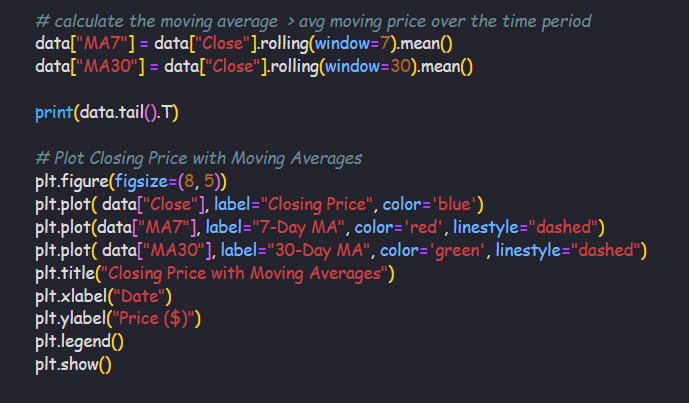 # calculate the moving average  > avg moving price over the time period
data["MA7"] = data["Close"].rolling(window=7).mean()
data["MA30"] = data["Close"].rolling(window=30).mean()
print(data.tail().T)
# Plot Closing Price with Moving Averages
plt.figure(figsize=(8, 5))
plt.plot( data["Close"], label="Closing Price", color='blue')
plt.plot(data["MA7"], label="7-Day MA", color='red', linestyle="dashed")
plt.plot( data["MA30"], label="30-Day MA", color='green', linestyle="dashed")
plt.title("Closing Price with Moving Averages")
plt.xlabel("Date")
plt.ylabel("Price ($)")
plt.legend()
plt.show()